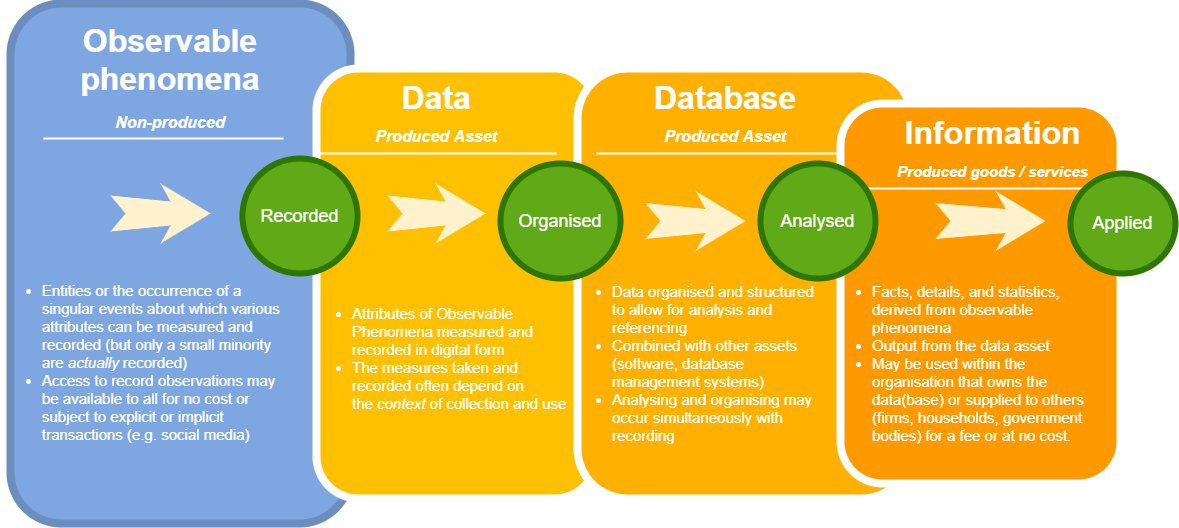 Observable
phenomena
Non-produced
Recorded
• Entities or the occurrence of a
singular events about which various
attributes can be measured and
recorded (but only a small minority
are actually recorded)
• Access to record observations may
be available to all for no cost or
subject to explicit or implicit
transactions (e.g. social media)
Data
Produced Asset
Organised
• Attributes of Observable
Phenomena measured and
recorded in digital form
• The measures taken and
recorded often depend on
the context of collection and use
Database
Produced Asset
Analysed
• Data organised and structured
to allow for analysis and
referencing
• Combined with other assets
(software, database
management systems)
• Analysing and organising may
occur simultaneously with
recording
Information
Produced goods / services
Applied
• Facts, details, and statistics,
derived from observable
phenomena
• Output from the data asset
• May be used within the
organisation that owns the
data(base) or supplied to others
(firms, households, government
bodies) for a fee or at no cost.